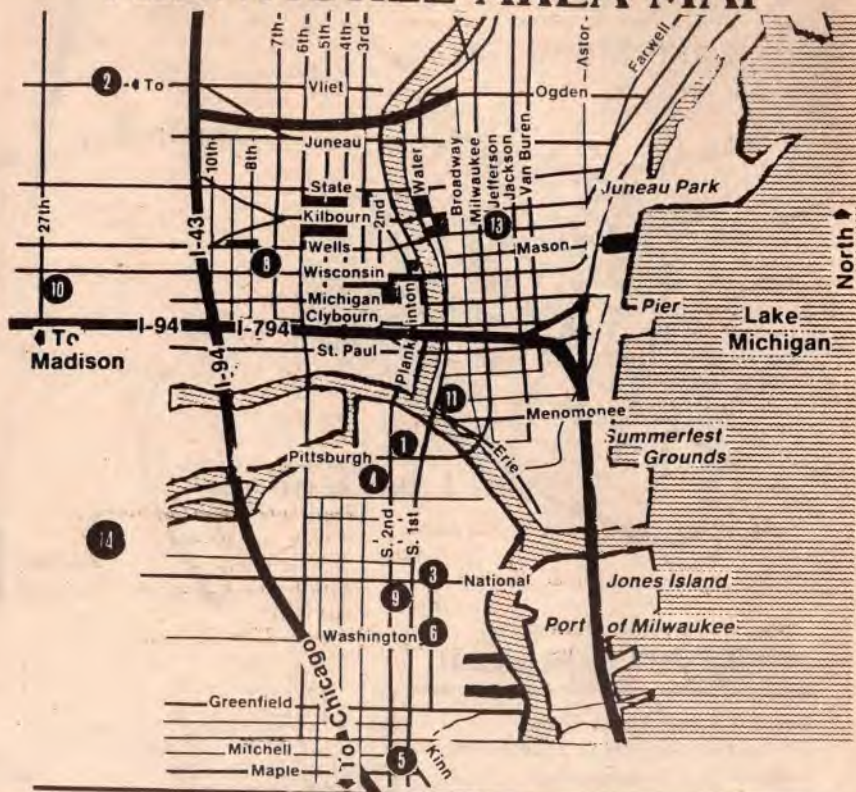 AREA MAP
7th
6th
5th
4th
3rd
Astor
Farwell
2
To
Vliet
Ogden
Juneau
10th
8th
Water
Broadway
Milwaukee
Jefferson
Jackson
Van Buren
State
Juneau Park
27th
Kilbourn
2nd
13
I-43
Wells
Mason
North
8
Wisconsin
10
Michigan
Plankinton
Pier
Clybourn
Lake
Michigan
I-94
I-794
To
Madison
St. Paul
I-94
11
Menomonee
1
Summerfest
Grounds
Pittsburgh
Erie
4
S. 2nd
S. 1st
14
3
National
Jones Island
9
Port of Milwaukee
Washington
6
To Chicago
Greenfield
Mitchell
5
Kinn
Maple